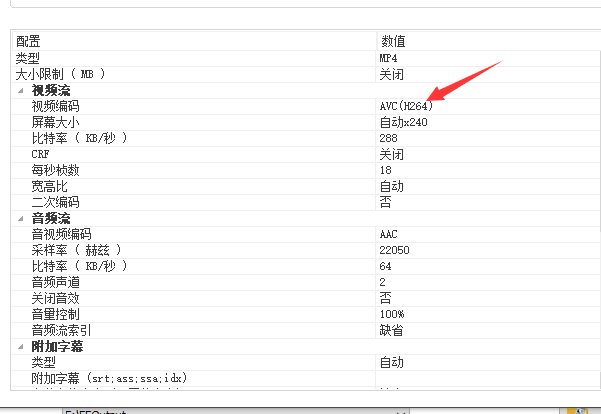 配置 数值
类型 MP4
大小限制 ( MB ) 关闭
视频流
视频编码 AVC(H264)
屏幕大小 自动x240
比特率 ( KB/秒 ) 288
CRF 关闭
每秒桢数 18
宽高比 自动
二次编码 否
音频流
音视频编码 AAC
采样率 ( 赫兹 ) 22050
比特率 ( KB/秒 ) 64
音频声道 2
关闭音效 否
音量控制 100%
音频流索引 缺省
附加字幕
类型 自动
附加字幕 (srt;ass;ssa;idx)